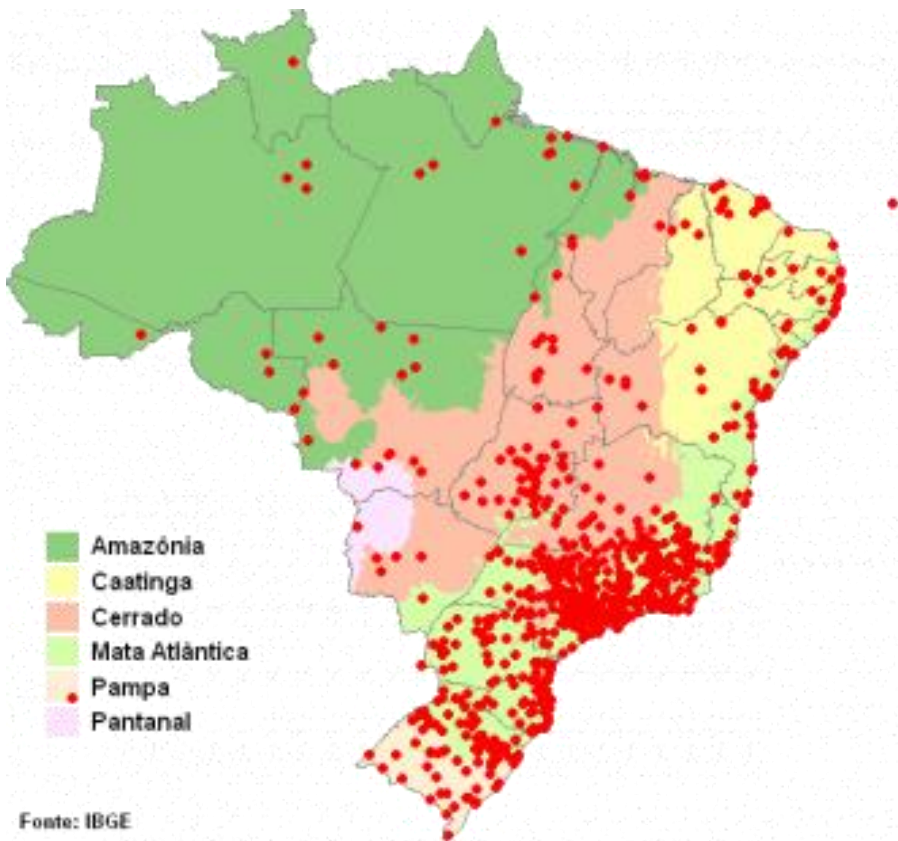 Amazônia
Caatinga
Cerrado
Mata Atlântica
Pampa
Pantanal
Fonte: IBGE